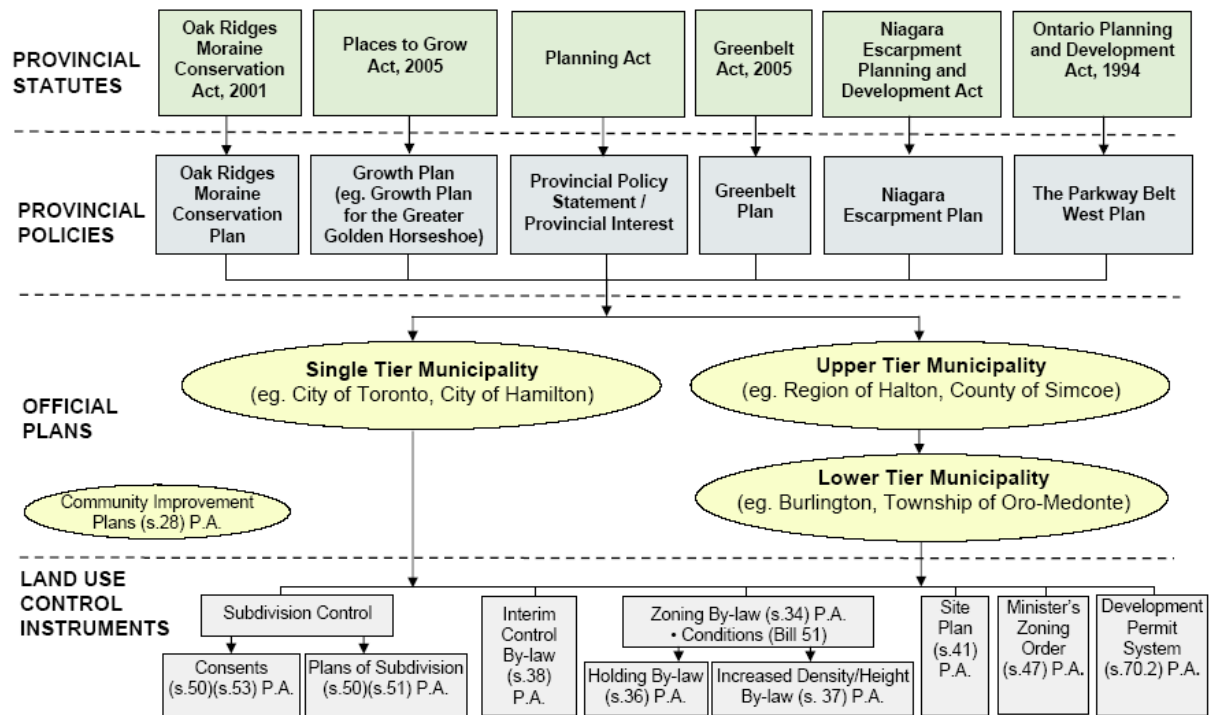 PROVINCIAL
STATUTES
Oak Ridges
Moraine
Conservation
Act, 2001
Places to Grow
Act, 2005
Planning Act
Greenbelt
Act, 2005
Niagara
Escarpment
Planning and
Development Act
Ontario Planning
and Development
Act, 1994
PROVINCIAL
POLICIES
Oak Ridges
Moraine
Conservation
Plan
Growth Plan
(eg. Growth Plan
for the Greater
Golden Horseshoe)
Provincial Policy
Statement /
Provincial Interest
Greenbelt
Plan
Niagara
Escarpment Plan
The Parkway Belt
West Plan
OFFICIAL
PLANS
Single Tier Municipality
(eg. City of Toronto, City of Hamilton)
Upper Tier Municipality
(eg. Region of Halton, County of Simcoe)
Lower Tier Municipality
(eg. Burlington, Township of Oro-Medonte)
Community Improvement
Plans (s.28) P.A.
LAND USE
CONTROL
INSTRUMENTS
Subdivision Control
Consents
(s.50)(s.53) P.A.
Plans of Subdivision
(s.50)(s.51) P.A.
Interim
Control
By-law
(s.38)
P.A.
Zoning By-law (s.34) P.A.
• Conditions (Bill 51)
Holding By-law
(s.36) P.A.
Increased Density/Height
By-law (s. 37) P.A.
Site
Plan
(s.41)
P.A.
Minister's
Zoning
Order
(s.47) P.A.
Development
Permit
System
(s.70.2) P.A.